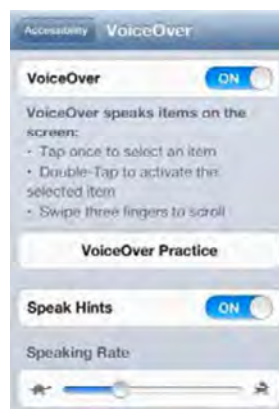 Accessibility VoiceOver
VoiceOver ON
VoiceOver speaks items on the
screen:
• Tap once to select an item
• Double-Tap to activate the
selected item
• Swipe three fingers to scroll
VoiceOver Practice
Speak Hints ON
Speaking Rate